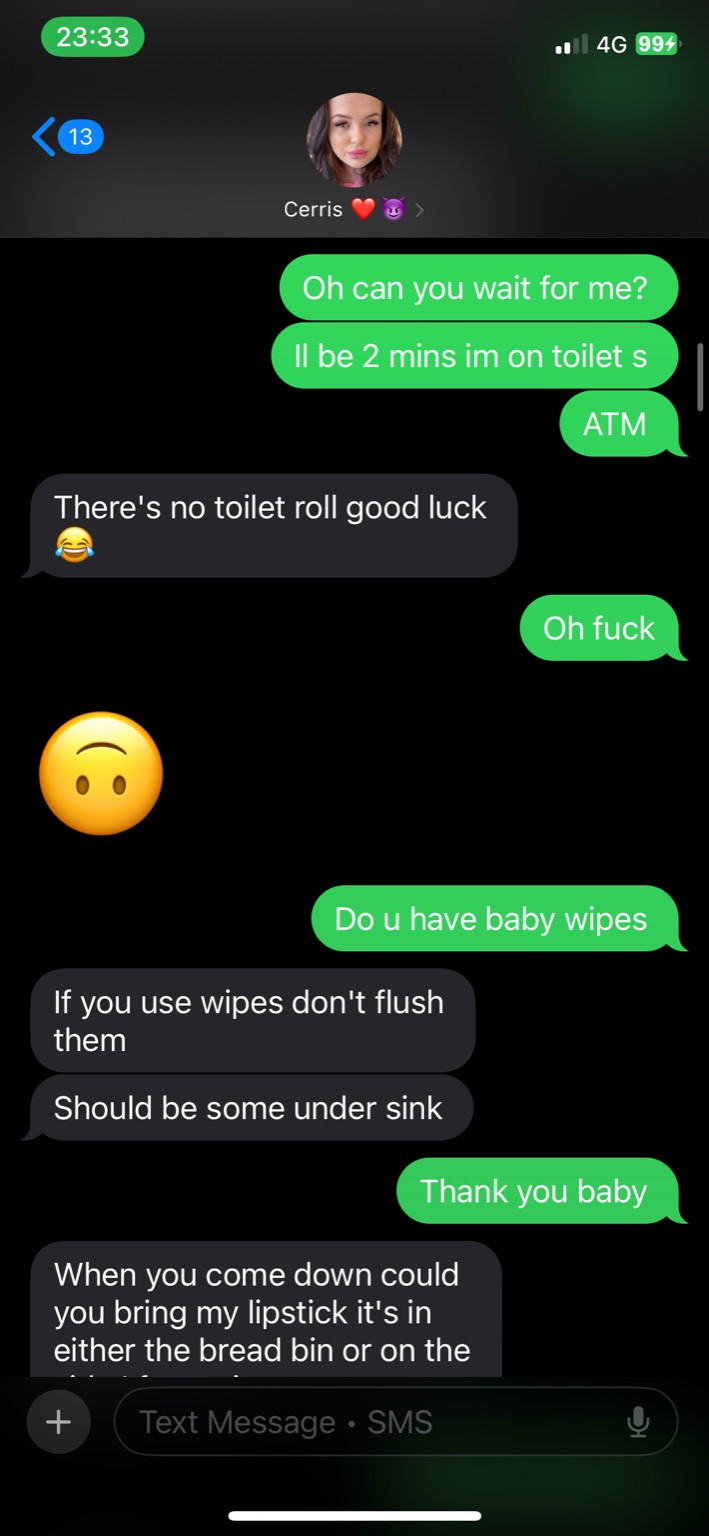 23:33
4G 99
13
Cerris ❤️ 😈
Oh can you wait for me?
Il be 2 mins im on toilet s
ATM
There's no toilet roll good luck
😂
Oh fuck
🙃
Do u have baby wipes
If you use wipes don't flush
them
Should be some under sink
Thank you baby
When you come down could
you bring my lipstick it's in
either the bread bin or on the
Text Message • SMS